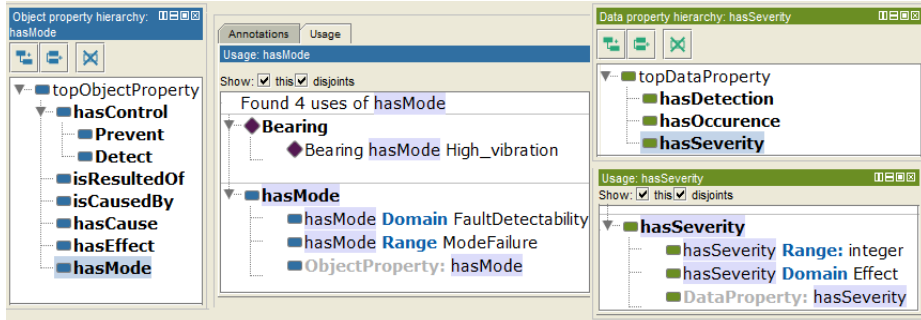 Object property hierarchy:
hasMode
topObjectProperty
hasControl
Prevent
Detect
isResultedOf
isCausedBy
hasCause
hasEffect
hasMode
Annotations Usage
Usage: hasMode
Show: this disjoints
Found 4 uses of hasMode
Bearing
Bearing hasMode High_vibration
hasMode
hasMode Domain FaultDetectability
hasMode Range ModeFailure
ObjectProperty: hasMode
Data property hierarchy: hasSeverity
topDataProperty
hasDetection
hasOccurence
hasSeverity
Usage: hasSeverity
Show: this disjoints
hasSeverity
hasSeverity Range: integer
hasSeverity Domain Effect
DataProperty: hasSeverity